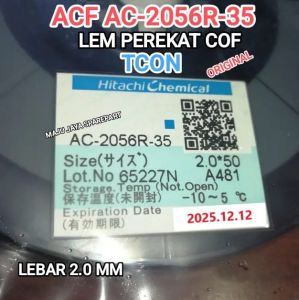 ACF AC-2056R-35
LEM PEREKAT COF
TCON
ORIGINAL
Hitachi Chemical
MAJU JAYA SPAREPART
AC-2056R-35
Size(サイズ) 2.0*50
Lot.No 65227N A481
Storage.Temp (Not.Open)
保存温度(未開封) -10~5 ℃
Expiration Date
(有効期限) 2025.12.12
LEBAR 2.0 MM